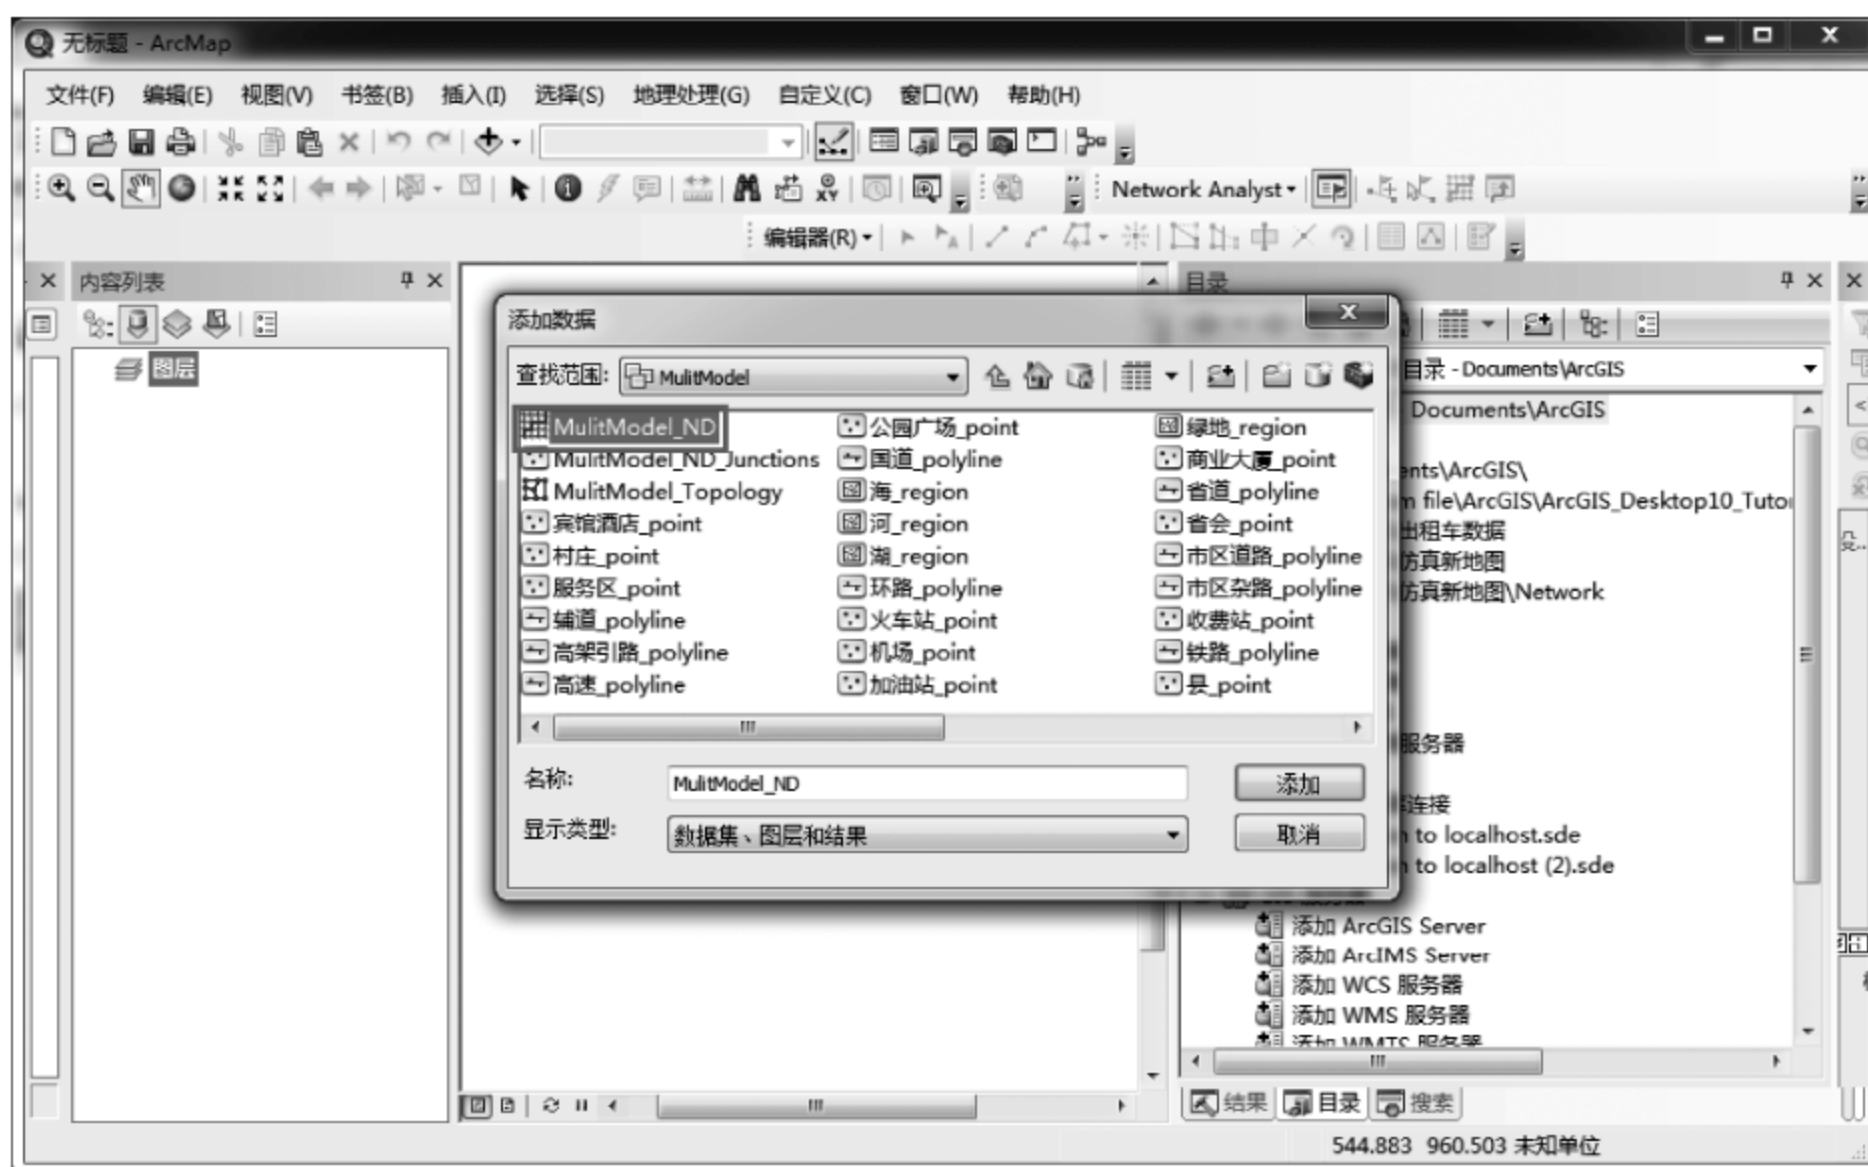 无标题 - ArcMap
文件(F) 编辑(E) 视图(V) 书签(B) 插入(I) 选择(S) 地理处理(G) 自定义(C) 窗口(W) 帮助(H)
Network Analyst
编辑器(R)
内容列表
图层
目录
目录 - Documents\ArcGIS
Documents\ArcGIS
ents\ArcGIS\
m file\ArcGIS\ArcGIS_Desktop10_Tutor
出租车数据
仿真新地图
仿真新地图\Network
服务器
连接
to localhost.sde
to localhost (2).sde
添加 ArcGIS Server
添加 ArcIMS Server
添加 WCS 服务器
添加 WMS 服务器
添加 WMTS 服务器
结果 目录 搜索
添加数据
查找范围: MulitModel
MulitModel_ND
MulitModel_ND_Junctions
MulitModel_Topology
宾馆酒店_point
村庄_point
服务区_point
辅道_polyline
高架引路_polyline
高速_polyline
公园广场_point
国道_polyline
海_region
河_region
湖_region
环路_polyline
火车站_point
机场_point
加油站_point
绿地_region
商业大厦_point
省道_polyline
省会_point
市区道路_polyline
市区杂路_polyline
收费站_point
铁路_polyline
县_point
名称: MulitModel_ND 添加
显示类型: 数据集、图层和结果 取消
544.883 960.503 未知单位